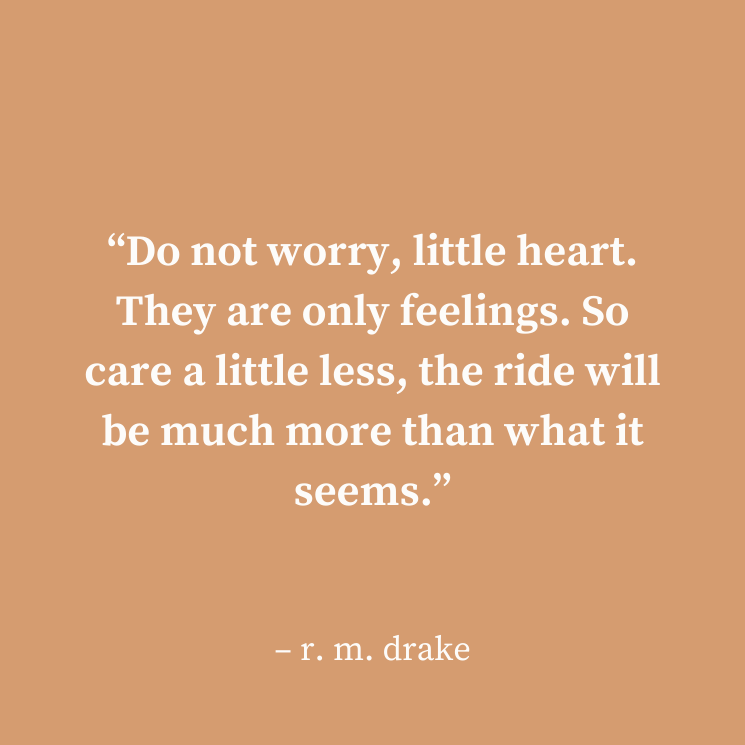 “Do not worry, little heart.
They are only feelings. So
care a little less, the ride will
be much more than what it
seems.”
– r. m. drake